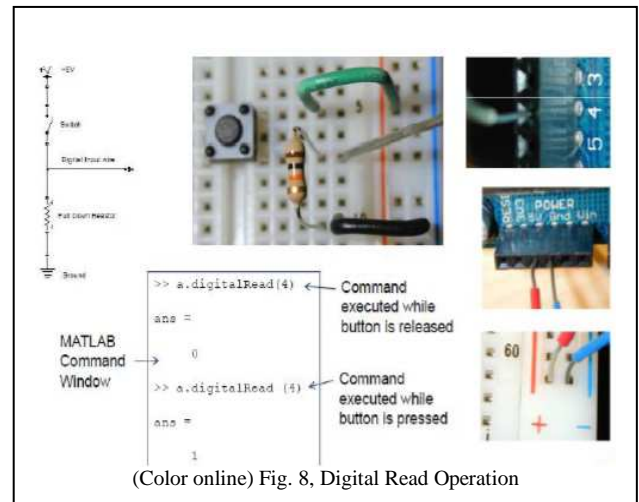 +5V
Switch
Digital Input wire
Pull Down Resistor
Ground
5
3
4
5
RESET
3V3
POWER
5V Gnd Vin
60
+
−
>> a.digitalRead(4)
ans =
0
>> a.digitalRead (4)
ans =
1
MATLAB
Command
Window
Command
executed while
button is released
Command
executed while
button is pressed
(Color online) Fig. 8, Digital Read Operation